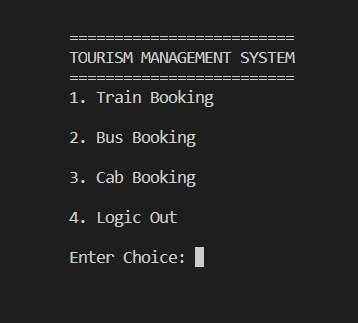 =========================
TOURISM MANAGEMENT SYSTEM
=========================
1. Train Booking
2. Bus Booking
3. Cab Booking
4. Logic Out
Enter Choice: